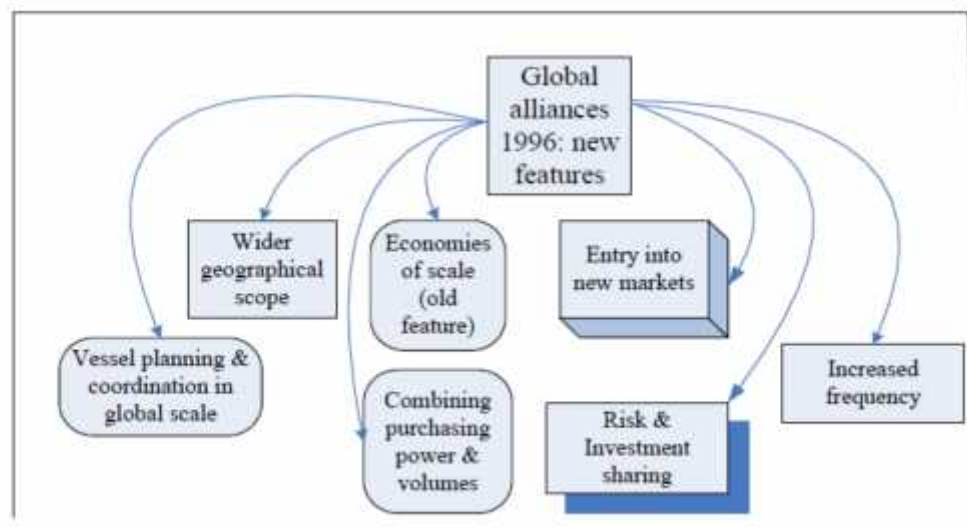 Global
alliances
1996: new
features
Wider
geographical
scope
Economies
of scale
(old
feature)
Entry into
new markets
Vessel planning &
coordination in
global scale
Combining
purchasing
power &
volumes
Risk &
Investment
sharing
Increased
frequency